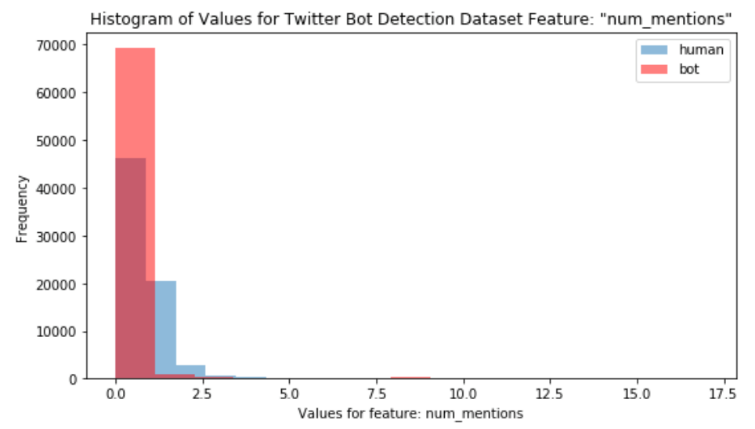 Histogram of Values for Twitter Bot Detection Dataset Feature: "num_mentions"
human
bot
70000
60000
50000
40000
30000
20000
10000
0
Frequency
0.0 2.5 5.0 7.5 10.0 12.5 15.0 17.5
Values for feature: num_mentions